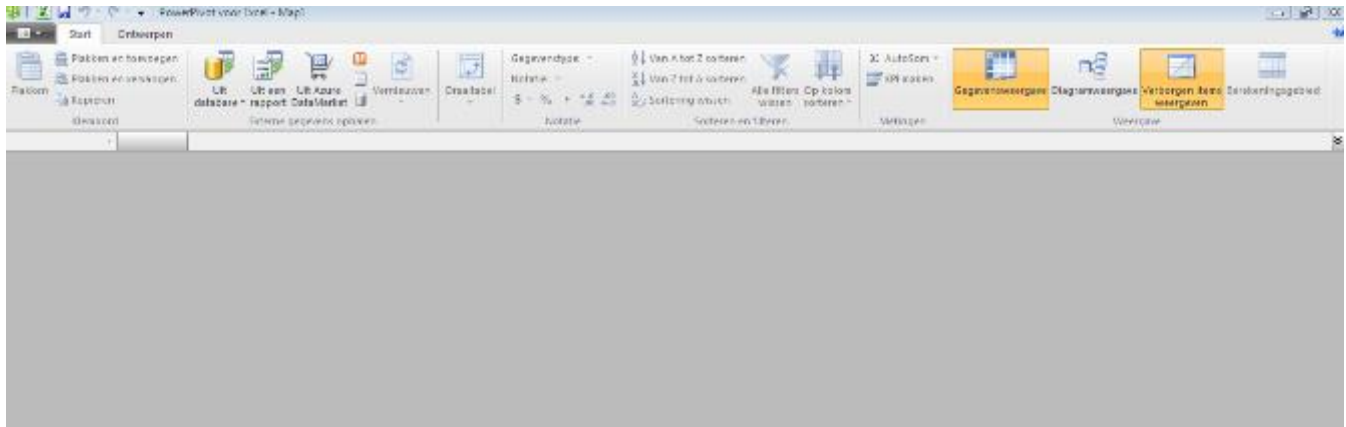 PowerPivot voor Excel - Map1
Start Ontwerpen
Plakken
Plakken en toevoegen
Plakken en vervangen
Kopiëren
Klembord
Uit database
Uit een rapport
Uit Azure DataMarket
Vernieuwen
Externe gegevens ophalen
Draaitabel
Gegevenstype
Notatie
$ %
Notatie
Van A tot Z sorteren
Van Z tot A sorteren
Sortering wissen
Alle filters wissen
Op kolom sorteren
Sorteren en filteren
AutoSom
KPI maken
Metingen
Gegevensweergave
Diagramweergave
Verborgen items weergeven
Berekeningsgebied
Weergave